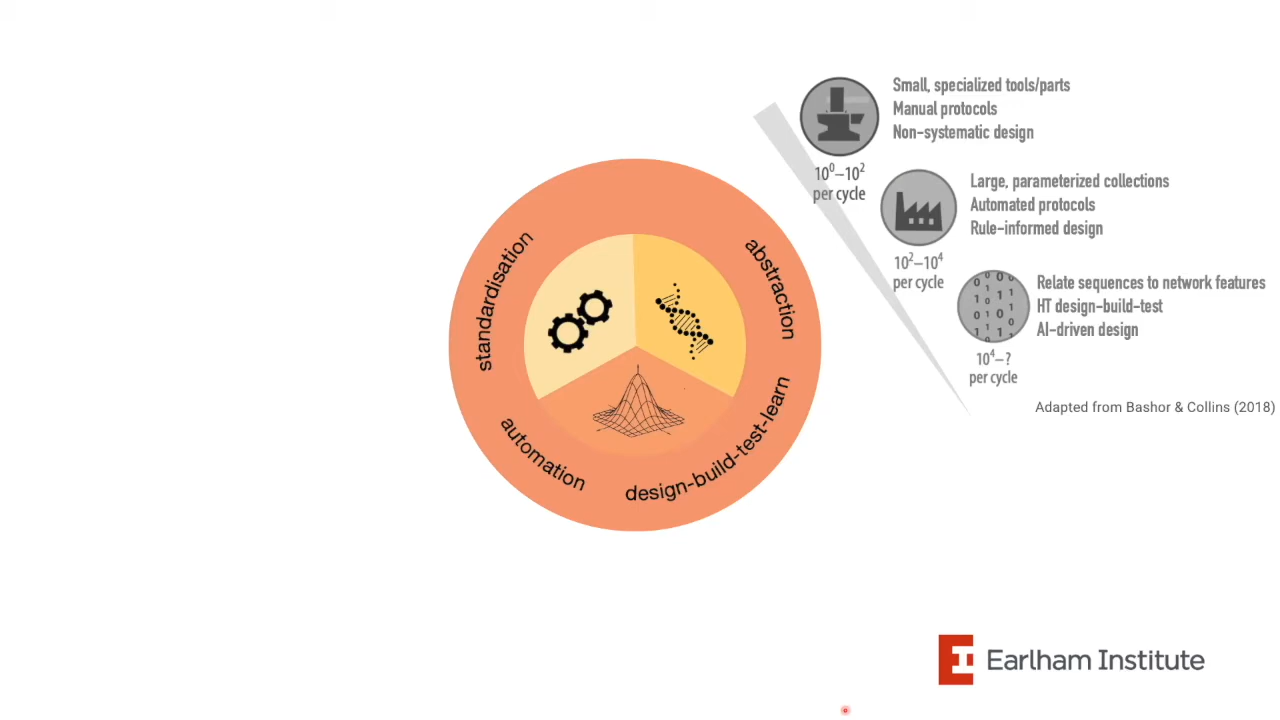 Small, specialized tools/parts
Manual protocols
Non-systematic design
10⁰–10²
per cycle
Large, parameterized collections
Automated protocols
Rule-informed design
10²–10⁴
per cycle
Relate sequences to network features
HT design-build-test
AI-driven design
10⁴–?
per cycle
Adapted from Bashor & Collins (2018)
standardisation
abstraction
automation
design-build-test-learn
Earlham Institute